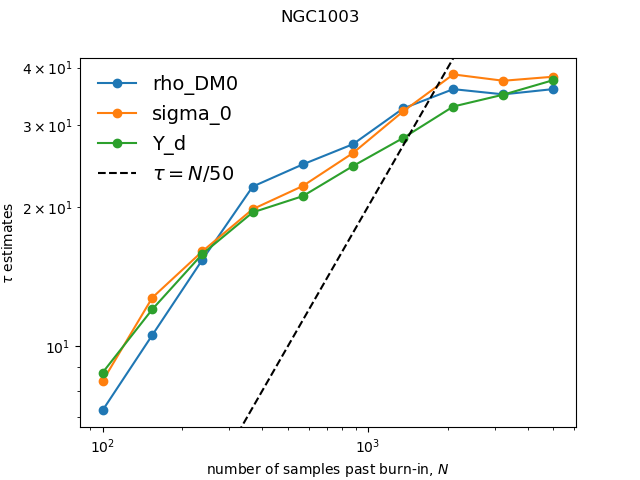 NGC1003
4 × 10¹
3 × 10¹
2 × 10¹
10¹
τ estimates
rho_DM0
sigma_0
Y_d
τ = N/50
10² 10³
number of samples past burn-in, N